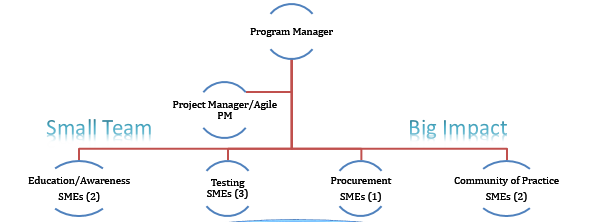 Program Manager
Project Manager/Agile
PM
Small Team
Big Impact
Education/Awareness
SMEs (2)
Testing
SMEs (3)
Procurement
SMEs (1)
Community of Practice
SMEs (2)